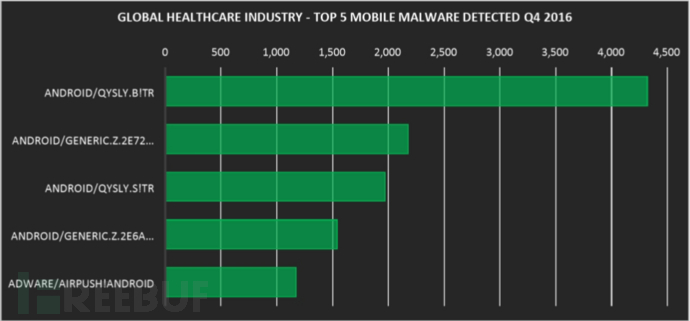 GLOBAL HEALTHCARE INDUSTRY - TOP 5 MOBILE MALWARE DETECTED Q4 2016
0 500 1,000 1,500 2,000 2,500 3,000 3,500 4,000 4,500
ANDROID/QYSLY.B!TR
ANDROID/GENERIC.Z.2E72...
ANDROID/QYSLY.S!TR
ANDROID/GENERIC.Z.2E6A...
ADWARE/AIRPUSH!ANDROID
FREEBUF